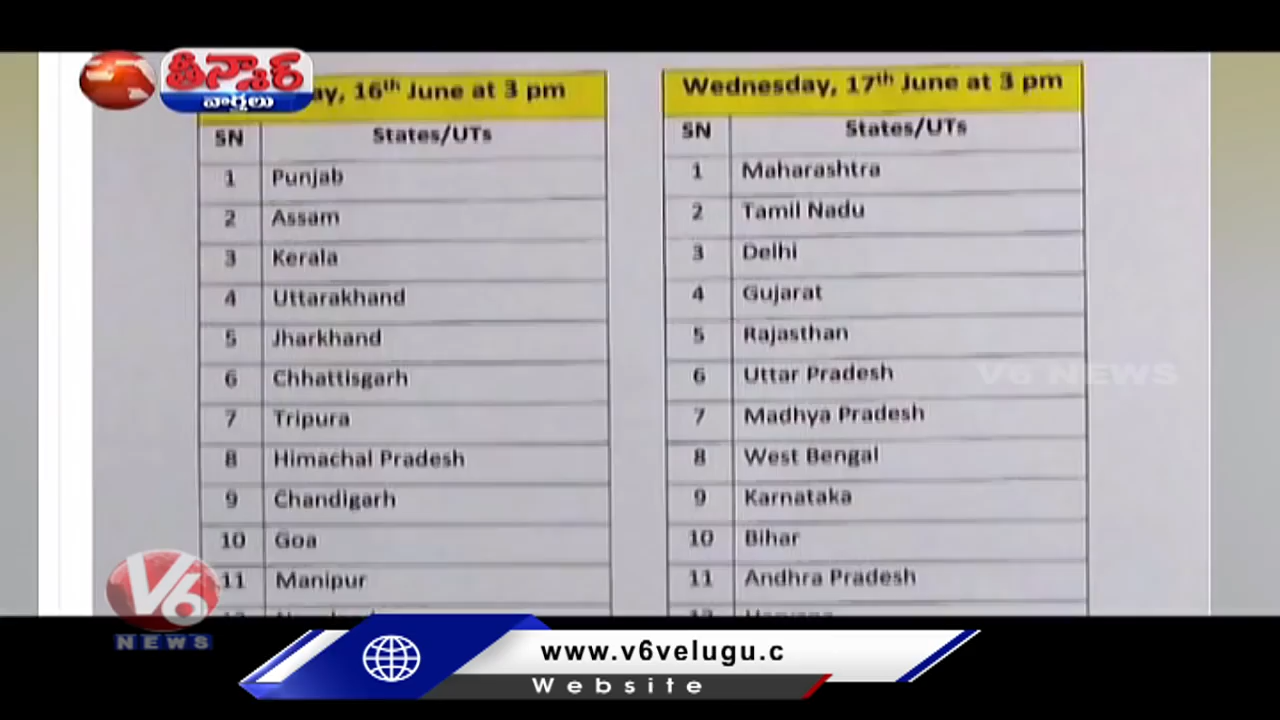 తీన్మార్
వార్తలు
ay, 16th June at 3 pm
SN States/UTs
1 Punjab
2 Assam
3 Kerala
4 Uttarakhand
5 Jharkhand
6 Chhattisgarh
7 Tripura
8 Himachal Pradesh
9 Chandigarh
10 Goa
11 Manipur
Wednesday, 17th June at 3 pm
SN States/UTs
1 Maharashtra
2 Tamil Nadu
3 Delhi
4 Gujarat
5 Rajasthan
6 Uttar Pradesh
7 Madhya Pradesh
8 West Bengal
9 Karnataka
10 Bihar
11 Andhra Pradesh
12 Haryana
V6 NEWS
V6
NEWS
www.v6velugu.c
Website